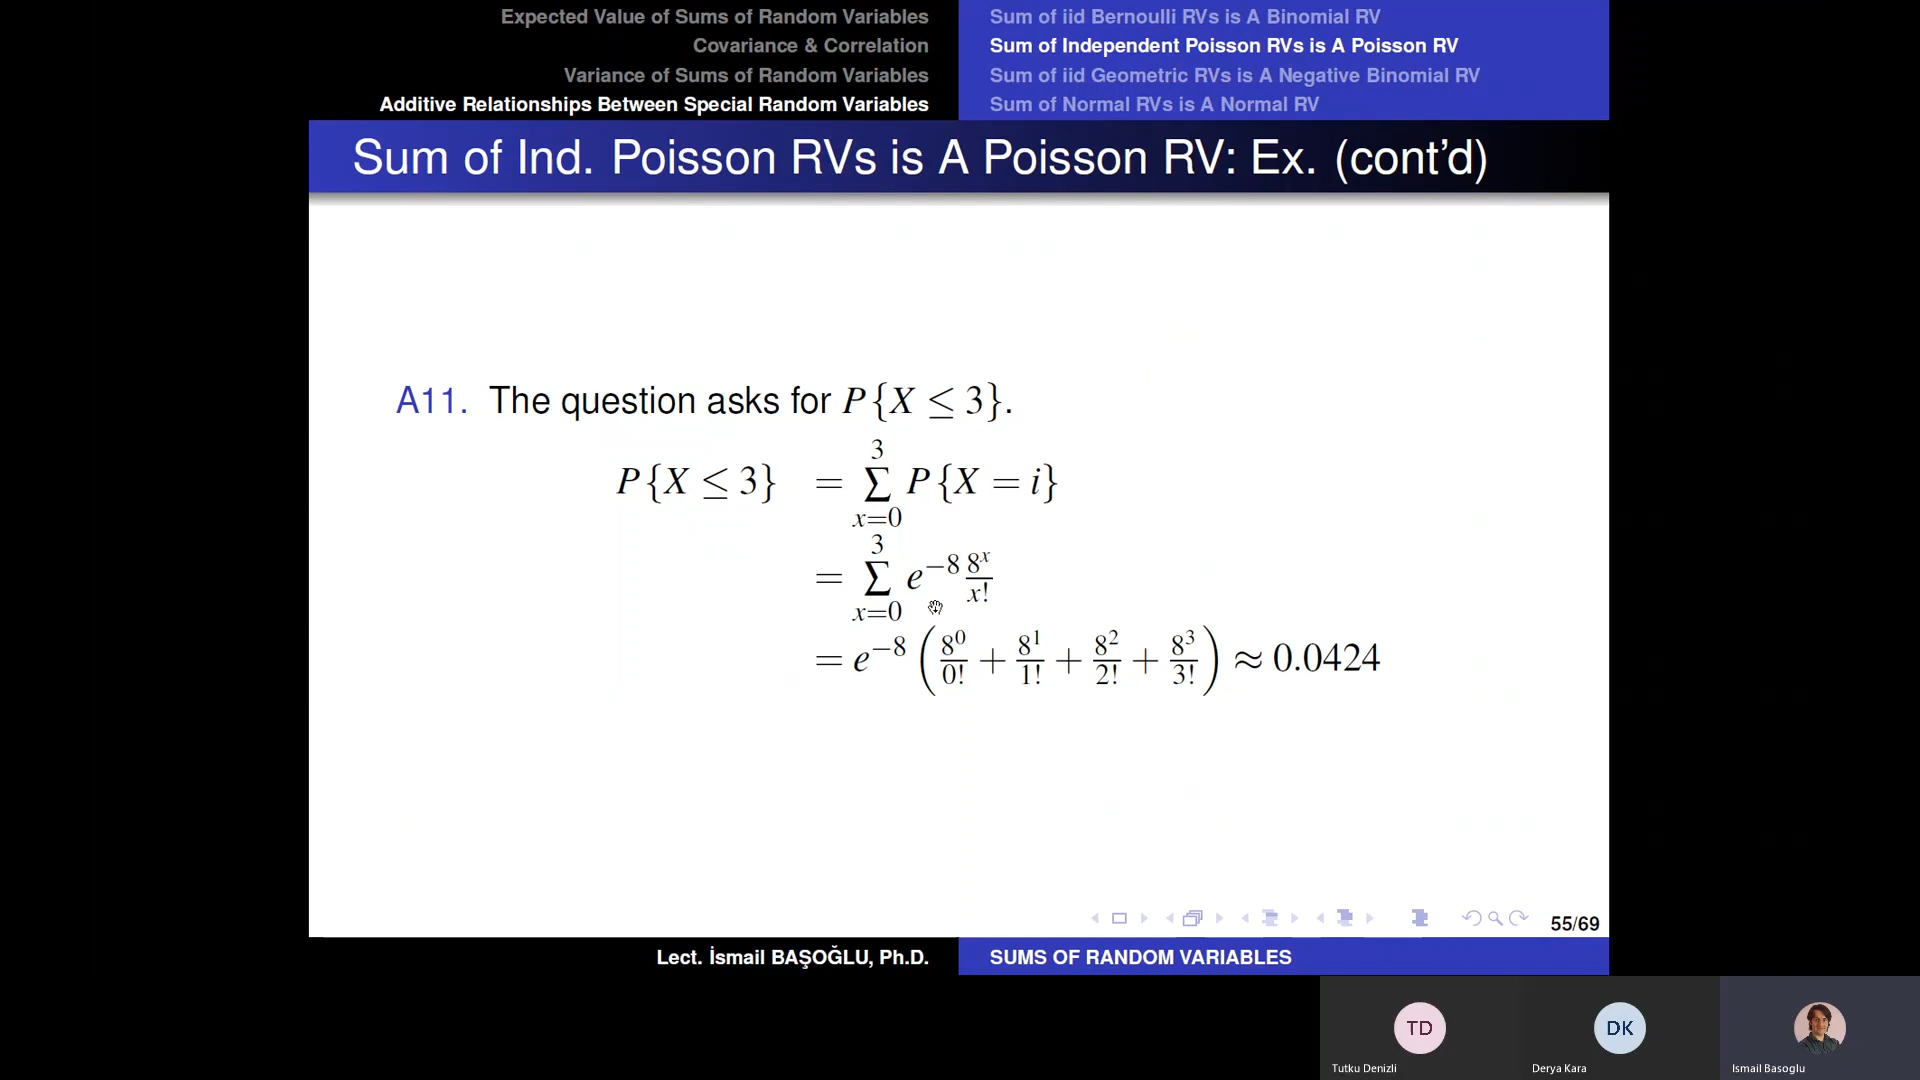 Expected Value of Sums of Random Variables
Covariance & Correlation
Variance of Sums of Random Variables
Additive Relationships Between Special Random Variables
Sum of iid Bernoulli RVs is A Binomial RV
Sum of Independent Poisson RVs is A Poisson RV
Sum of iid Geometric RVs is A Negative Binomial RV
Sum of Normal RVs is A Normal RV
Sum of Ind. Poisson RVs is A Poisson RV: Ex. (cont'd)
A11. The question asks for P{X ≤ 3}.
P{X ≤ 3} = ∑_{x=0}^{3} P{X = i}
= ∑_{x=0}^{3} e^{−8} \frac{8^x}{x!}
= e^{−8} ( \frac{8^0}{0!} + \frac{8^1}{1!} + \frac{8^2}{2!} + \frac{8^3}{3!} ) ≈ 0.0424
55/69
Lect. İsmail BAŞOĞLU, Ph.D.
SUMS OF RANDOM VARIABLES
TD
DK
Tutku Denizli
Derya Kara
Ismail Basoglu